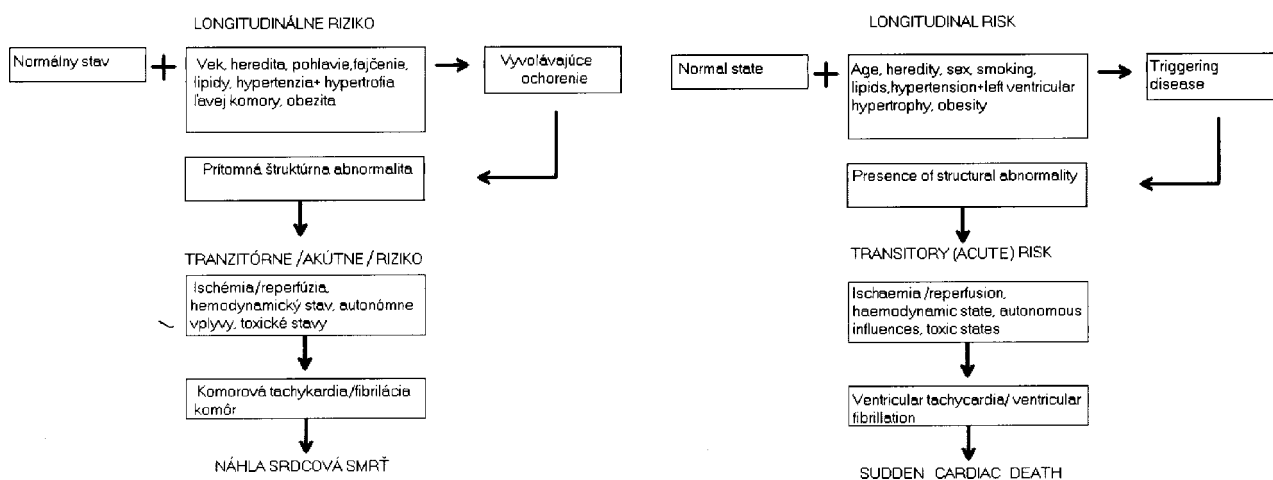 LONGITUDINÁLNE RIZIKO
Normálny stav
Vek, heredita, pohlavie,fajčenie,
lipidy, hypertenzia+ hypertrofia
ľavej komory, obezita
Vyvolávajúce
ochorenie
Prítomná štruktúrna abnormalita
TRANZITÓRNE /AKÚTNE / RIZIKO
Ischémia/reperfúzia,
hemodynamický stav, autonómne
vplyvy, toxické stavy
Komorová tachykardia/fibrilácia
komôr
NÁHLA SRDCOVÁ SMRŤ
LONGITUDINAL RISK
Normal state
Age, heredity, sex, smoking,
lipids,hypertension+left ventricular
hypertrophy, obesity
Triggering
disease
Presence of structural abnormality
TRANSITORY (ACUTE) RISK
Ischaemia /reperfusion,
haemodynamic state, autonomous
influences, toxic states
Ventricular tachycardia/ ventricular
fibrillation
SUDDEN CARDIAC DEATH